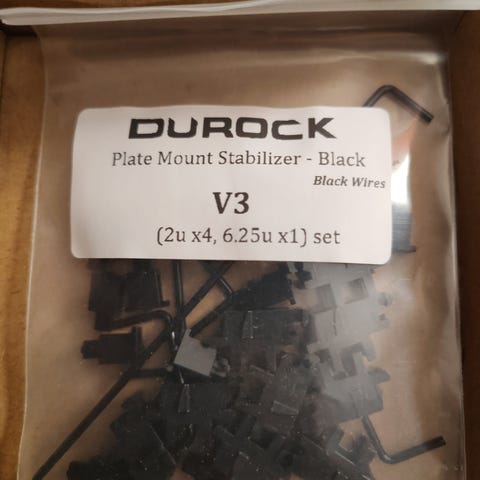 DUROCK
Plate Mount Stabilizer - Black
Black Wires
V3
(2u x4, 6.25u x1) set